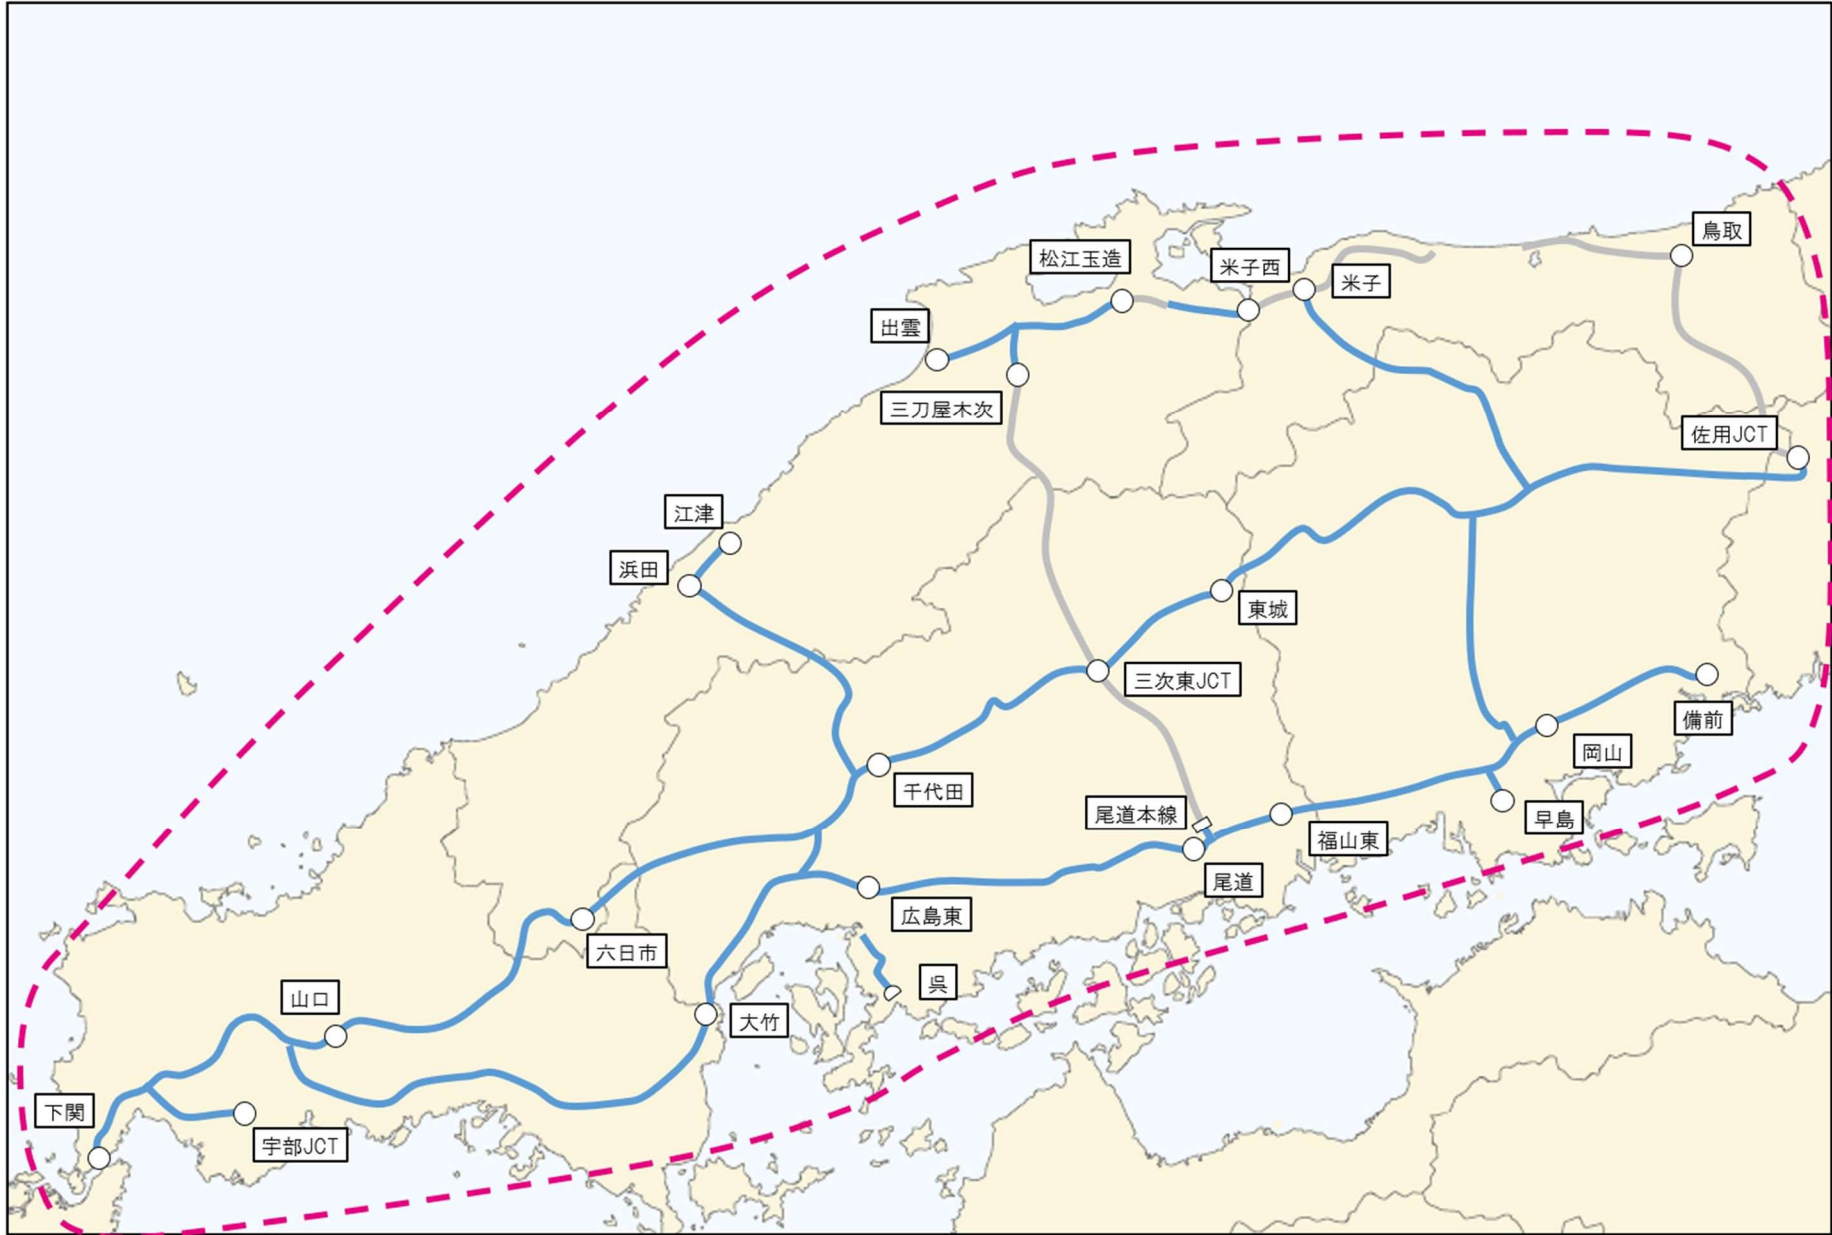 鳥取
松江玉造
米子西
米子
出雲
三刀屋木次
佐用JCT
江津
浜田
東城
三次東JCT
備前
岡山
千代田
尾道本線
早島
福山東
尾道
広島東
六日市
呉
山口
大竹
下関
宇部JCT